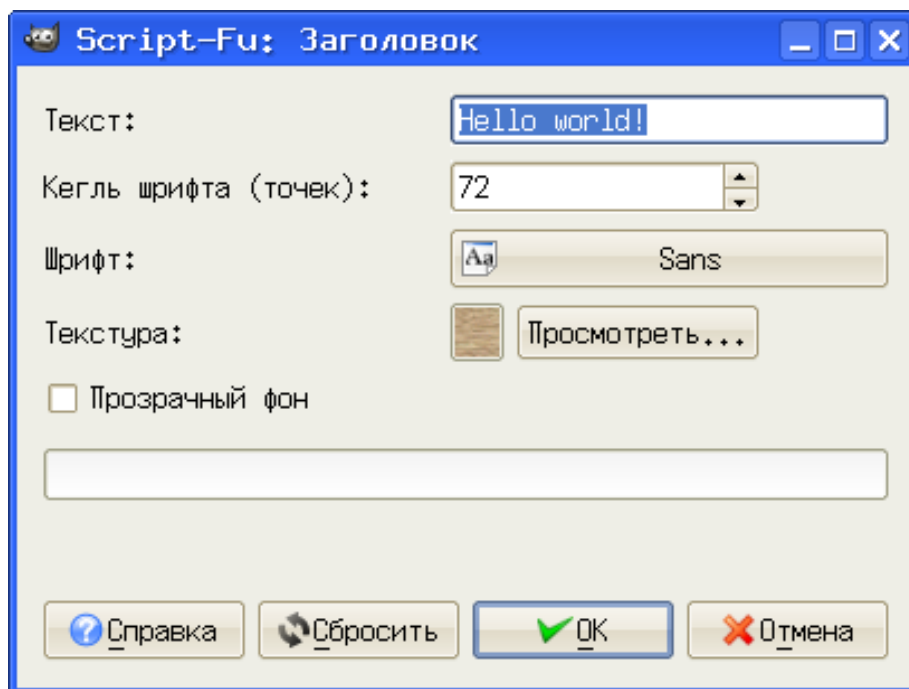 Script-Fu: Заголовок
Текст: Hello world!
Кегль шрифта (точек): 72
Шрифт: Aa Sans
Текстура: Просмотреть...
Прозрачный фон
Справка Сбросить OK Отмена